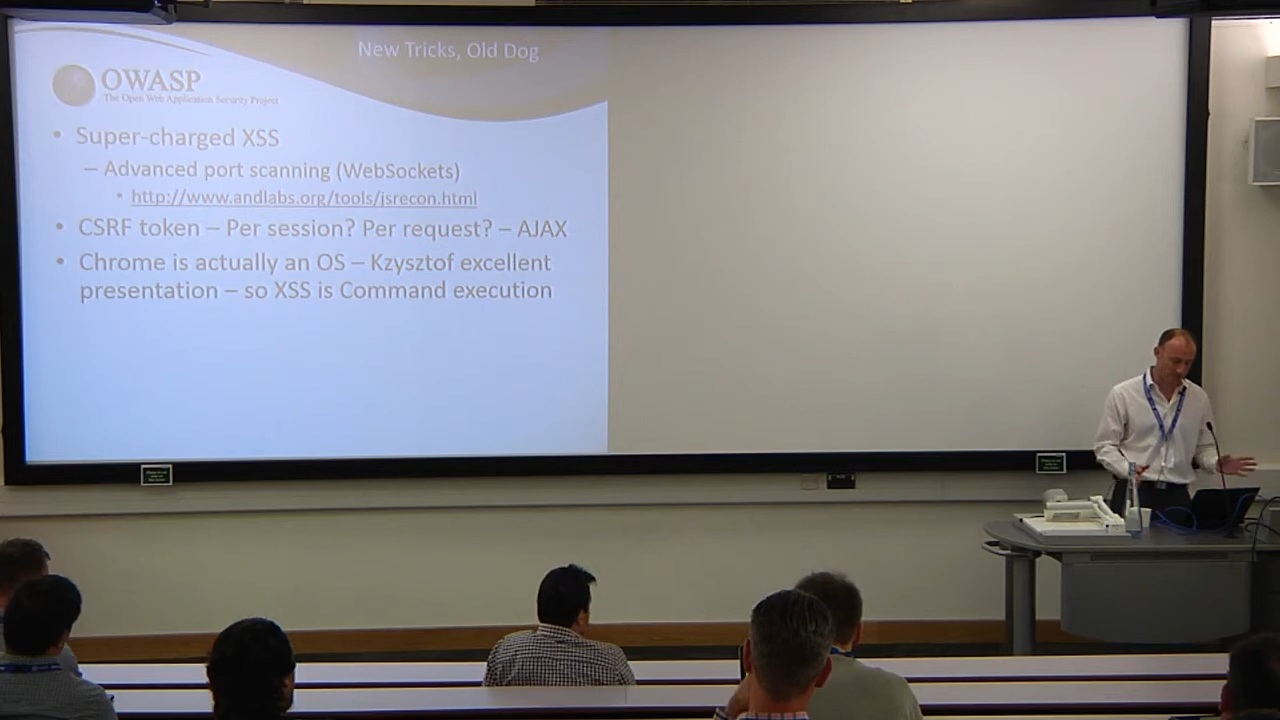 New Tricks, Old Dog
OWASP
The Open Web Application Security Project
• Super-charged XSS
– Advanced port scanning (WebSockets)
• http://www.andlabs.org/tools/jsrecon.html
• CSRF token – Per session? Per request? – AJAX
• Chrome is actually an OS – Kzysztof excellent
presentation – so XSS is Command execution